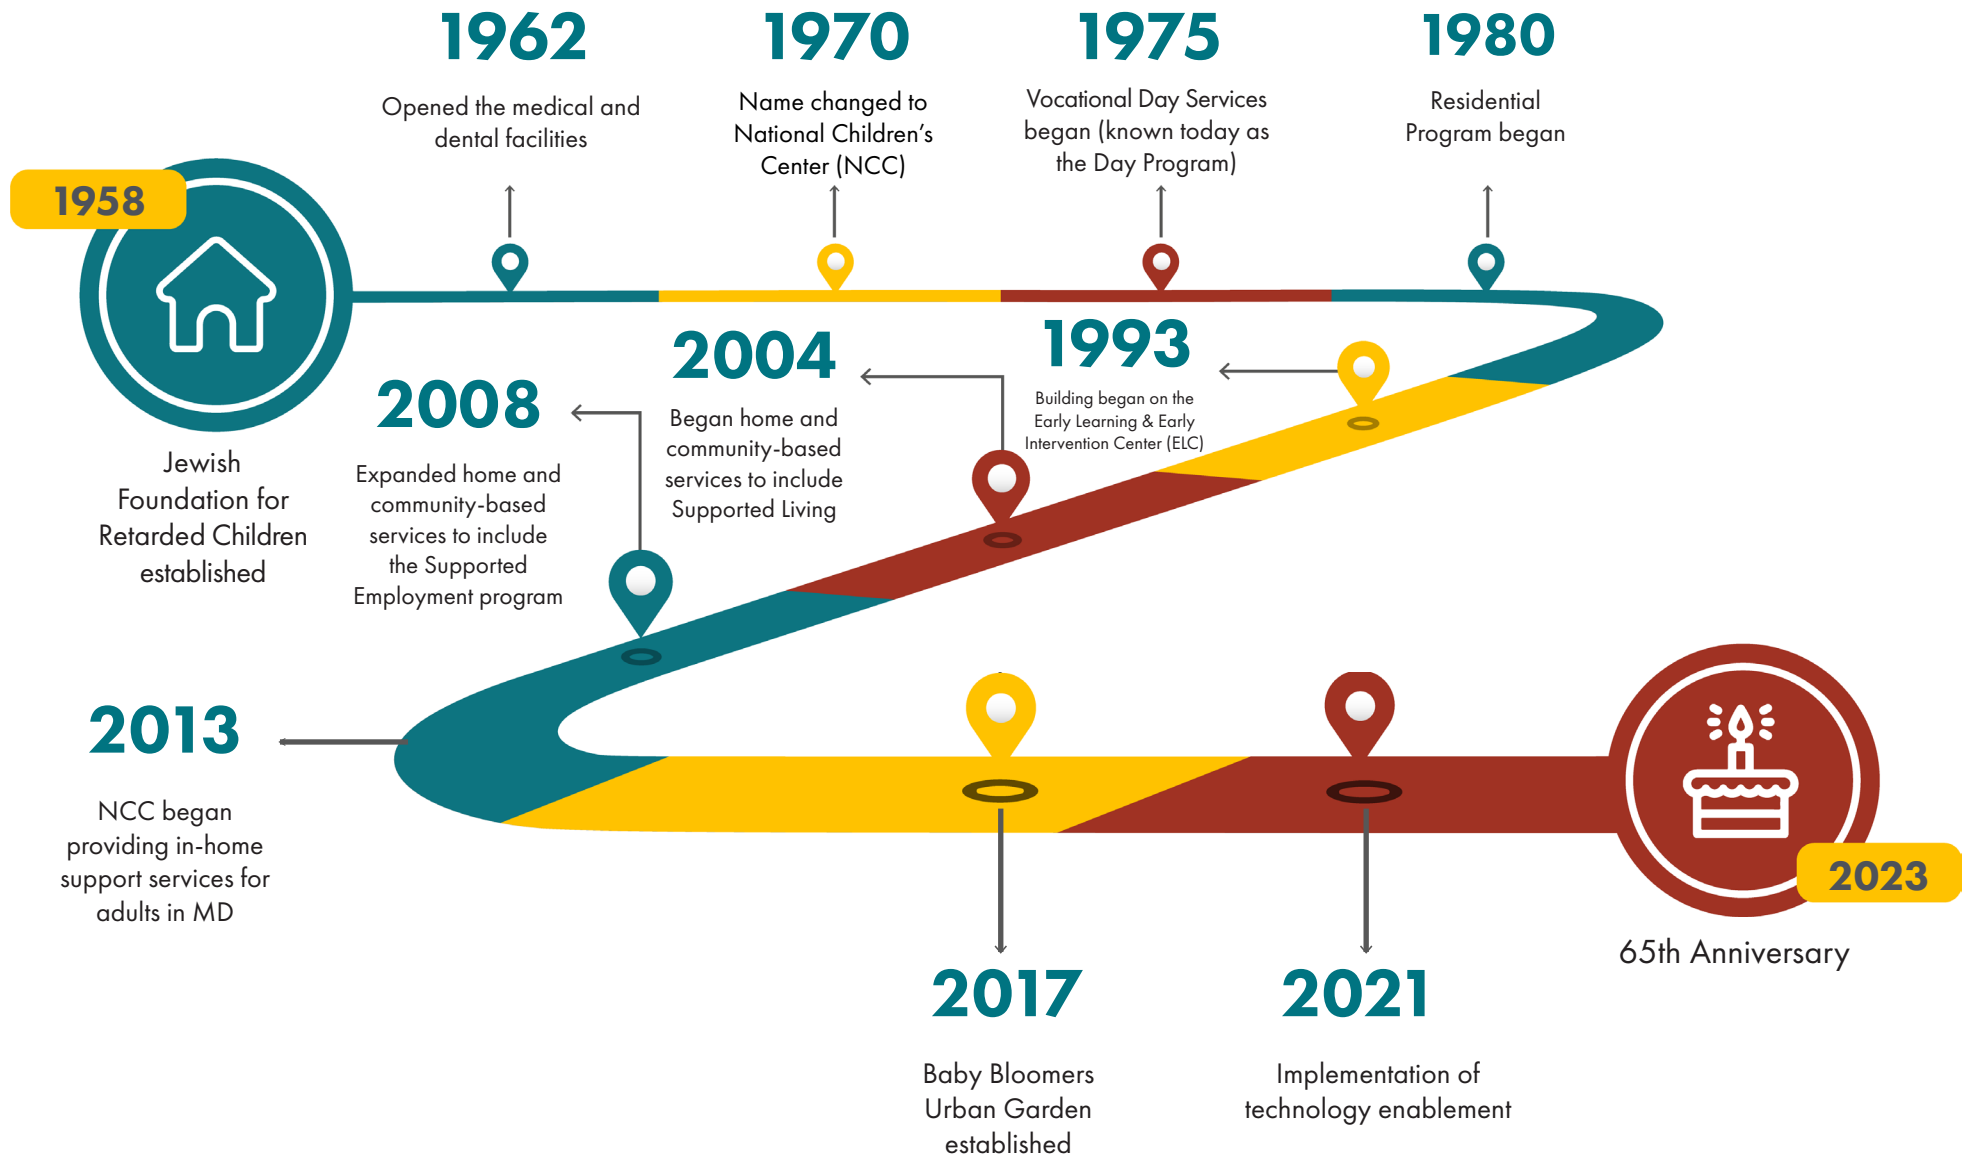 1958
Jewish
Foundation for
Retarded Children
established
1962
Opened the medical and
dental facilities
1970
Name changed to
National Children's
Center (NCC)
1975
Vocational Day Services
began (known today as
the Day Program)
1980
Residential
Program began
1993
Building began on the
Early Learning & Early
Intervention Center (ELC)
2004
Began home and
community-based
services to include
Supported Living
2008
Expanded home and
community-based
services to include
the Supported
Employment program
2013
NCC began
providing in-home
support services for
adults in MD
2017
Baby Bloomers
Urban Garden
established
2021
Implementation of
technology enablement
2023
65th Anniversary